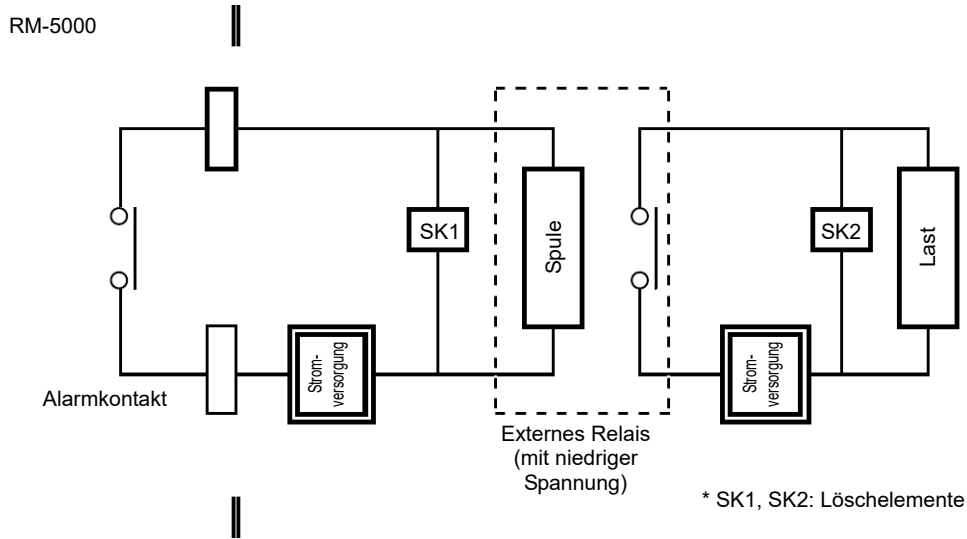 RM-5000
SK1
Spule
SK2
Last
Strom-
versorgung
Strom-
versorgung
Alarmkontakt
Externes Relais
(mit niedriger
Spannung)
* SK1, SK2: Löschelemente